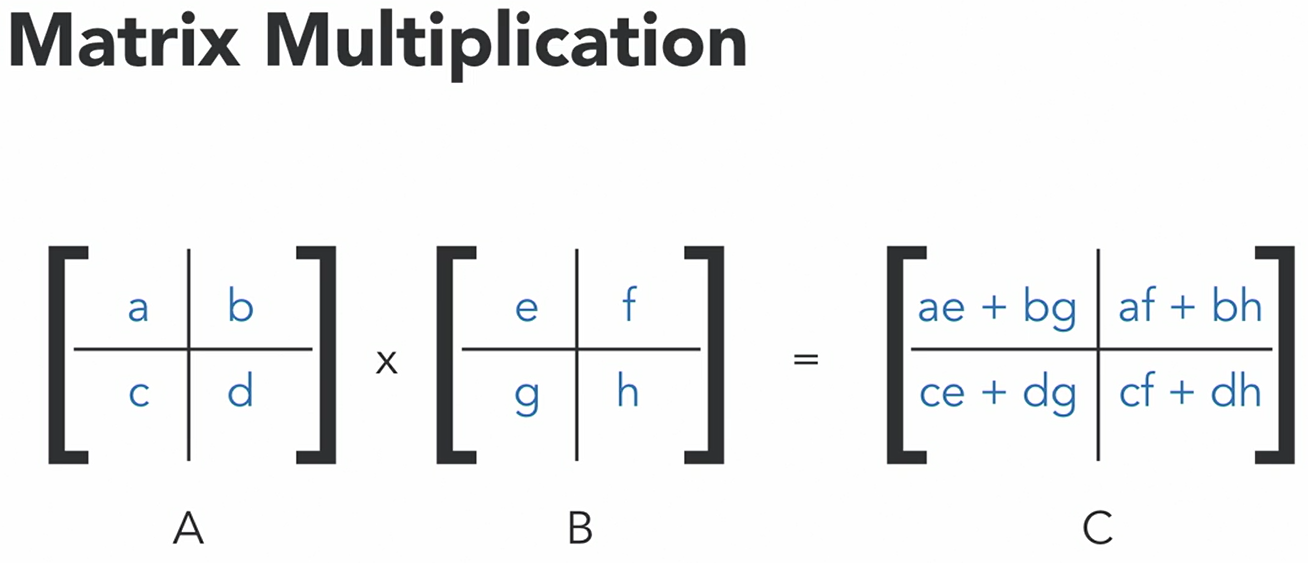 Matrix Multiplication
a b e f ae + bg af + bh
x =
c d g h ce + dg cf + dh
A B C